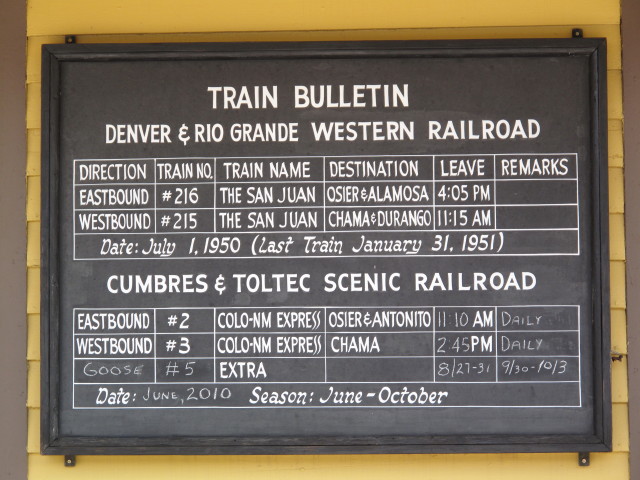 TRAIN BULLETIN
DENVER & RIO GRANDE WESTERN RAILROAD
DIRECTION TRAIN NO. TRAIN NAME DESTINATION LEAVE REMARKS
EASTBOUND #216 THE SAN JUAN OSIER & ALAMOSA 4:05 PM
WESTBOUND #215 THE SAN JUAN CHAMA & DURANGO 11:15 AM
Date: July 1, 1950 (Last Train January 31, 1951)
CUMBRES & TOLTEC SCENIC RAILROAD
EASTBOUND #2 COLO-NM EXPRESS OSIER & ANTONITO 11:10 AM DAILY
WESTBOUND #3 COLO-NM EXPRESS CHAMA 2:45 PM DAILY
GOOSE #5 EXTRA 8/27-31 9/30-10/3
Date: JUNE, 2010 Season: June - October